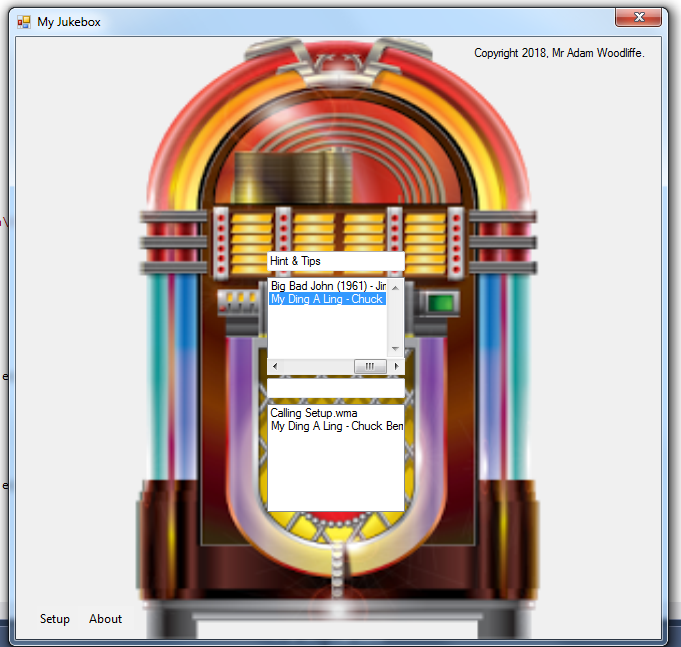 My Jukebox
Copyright 2018, Mr Adam Woodliffe.
Hint & Tips
Big Bad John (1961) - Jir
My Ding A Ling - Chuck
Calling Setup.wma
My Ding A Ling - Chuck Berr
Setup About